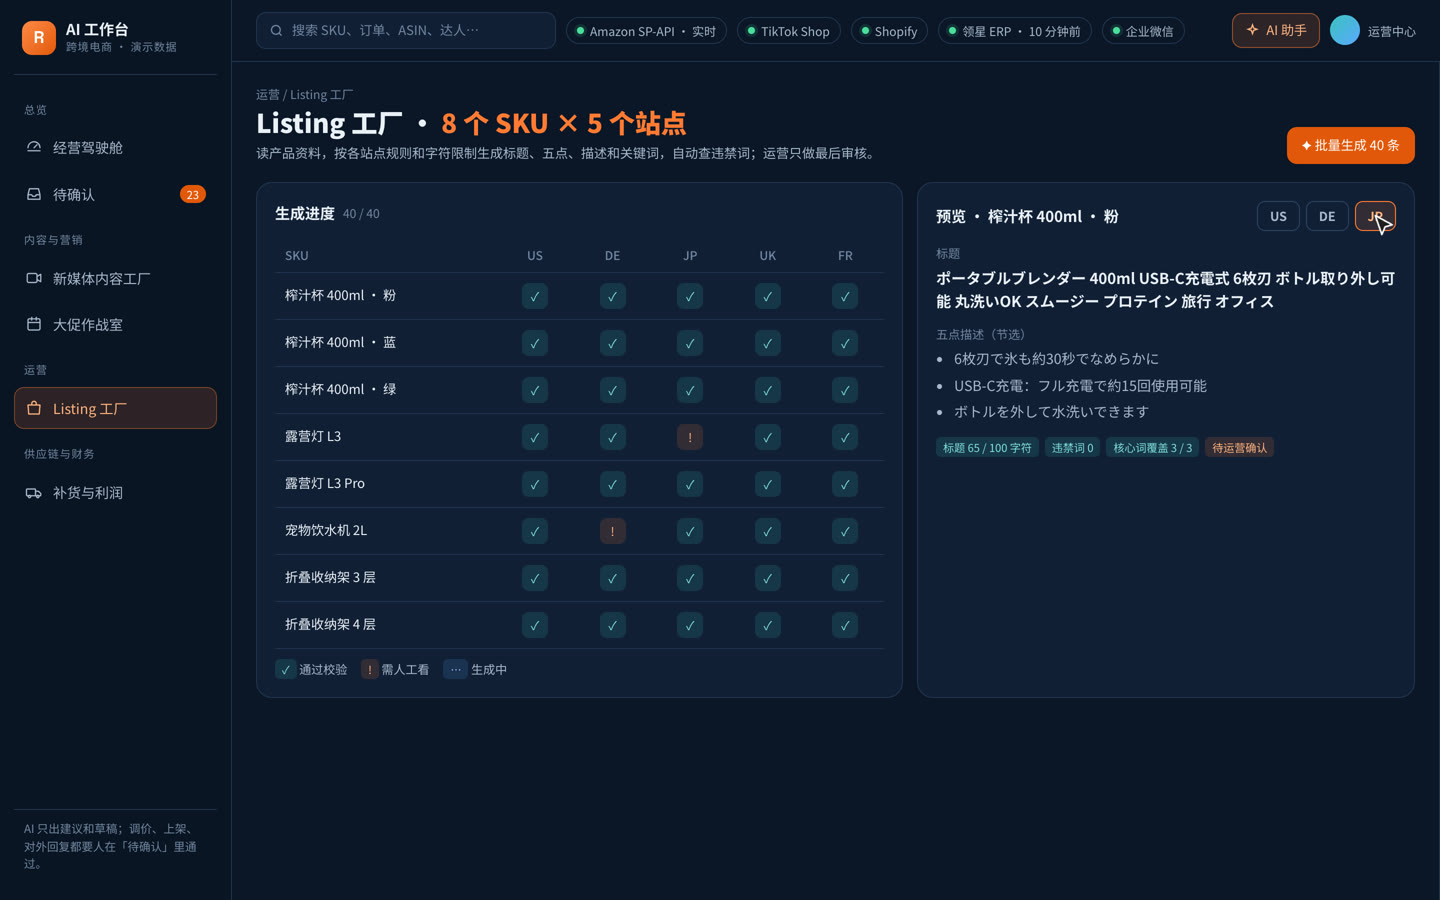 R
AI 工作台
跨境电商 · 演示数据
搜索 SKU、订单、ASIN、达人…
Amazon SP-API · 实时
TikTok Shop
Shopify
领星 ERP · 10 分钟前
企业微信
AI 助手
运营中心
总览
经营驾驶舱
待确认
23
内容与营销
新媒体内容工厂
大促作战室
运营
Listing 工厂
供应链与财务
补货与利润
AI 只出建议和草稿；调价、上架、
对外回复都要人在「待确认」里通
过。
运营 / Listing 工厂
Listing 工厂 · 8 个 SKU × 5 个站点
读产品资料，按各站点规则和字符限制生成标题、五点、描述和关键词，自动查违禁词；运营只做最后审核。
✦ 批量生成 40 条
生成进度 40 / 40
SKU US DE JP UK FR
榨汁杯 400ml · 粉 ✓ ✓ ✓ ✓ ✓
榨汁杯 400ml · 蓝 ✓ ✓ ✓ ✓ ✓
榨汁杯 400ml · 绿 ✓ ✓ ✓ ✓ ✓
露营灯 L3 ✓ ✓ ! ✓ ✓
露营灯 L3 Pro ✓ ✓ ✓ ✓ ✓
宠物饮水机 2L ✓ ! ✓ ✓ ✓
折叠收纳架 3 层 ✓ ✓ ✓ ✓ ✓
折叠收纳架 4 层 ✓ ✓ ✓ ✓ ✓
✓ 通过校验 ! 需人工看 … 生成中
预览 · 榨汁杯 400ml · 粉
US DE JP
标题
ポータブルブレンダー 400ml USB-C充電式 6枚刃 ボトル取り外し可
能 丸洗いOK スムージー プロテイン 旅行 オフィス
五点描述（节选）
• 6枚刃で氷も約30秒でなめらかに
• USB-C充電：フル充電で約15回使用可能
• ボトルを外して水洗いできます
标题 65 / 100 字符
违禁词 0
核心词覆盖 3 / 3
待运营确认